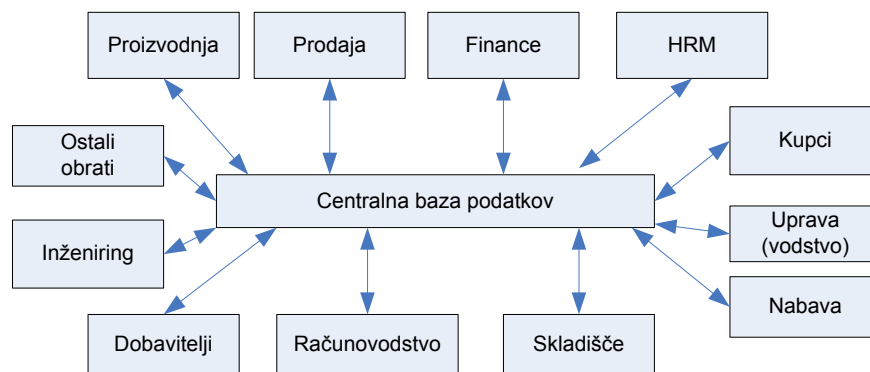 Proizvodnja
Prodaja
Finance
HRM
Ostali
obrati
Kupci
Centralna baza podatkov
Inženiring
Uprava
(vodstvo)
Nabava
Dobavitelji
Računovodstvo
Skladišče